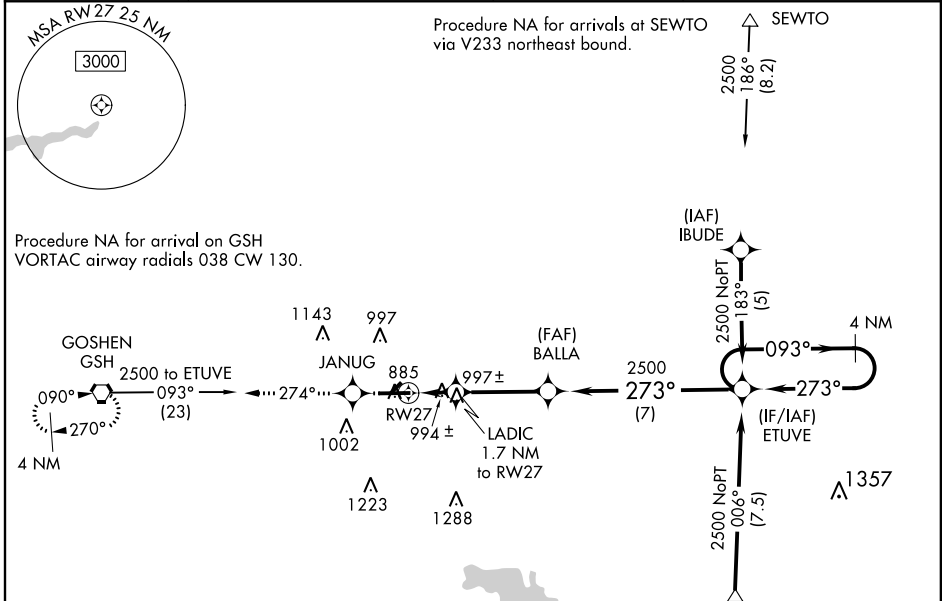 MSA RW27 25 NM
3000
Procedure NA for arrivals at SEWTO
via V233 northeast bound.
SEWTO
2500
186°
(8.2)
Procedure NA for arrival on GSH
VORTAC airway radials 038 CW 130.
(IAF)
IBUDE
2500 NoPT
183°
(5)
4 NM
093°
273°
(IF/IAF)
ETUVE
1143
997
GOSHEN
GSH
2500 to ETUVE
093°
(23)
090°
270°
4 NM
274°
JANUG
885
RW27
997±
994±
(FAF)
BALLA
2500
273°
(7)
LADIC
1.7 NM
to RW27
1002
1223
1288
1357
2500 NoPT
006°
(7.5)